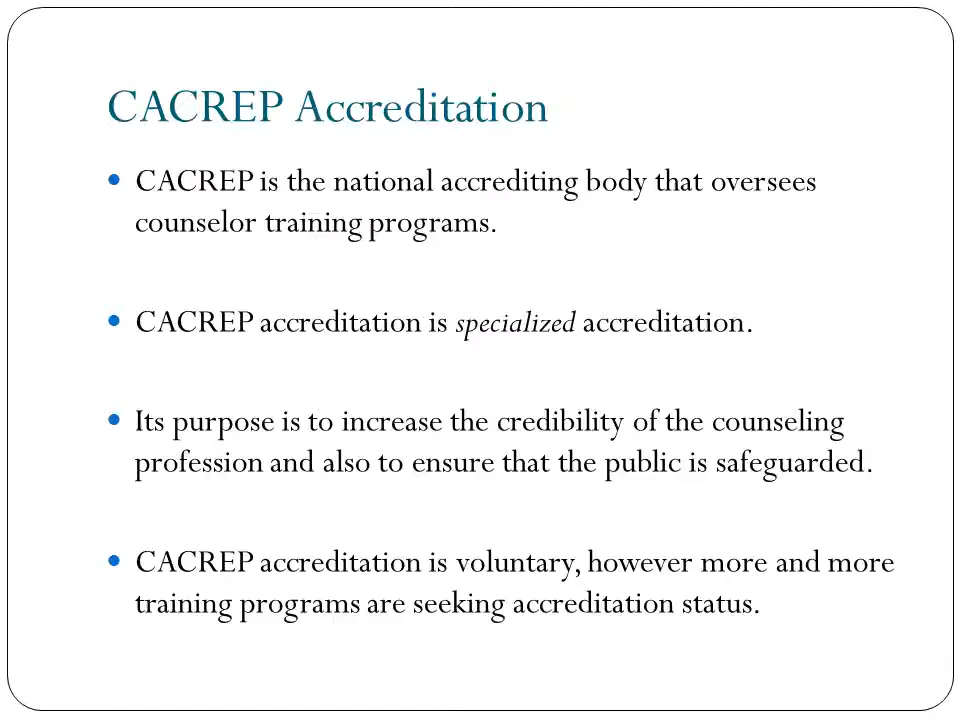 CACREP Accreditation
• CACREP is the national accrediting body that oversees
counselor training programs.
• CACREP accreditation is specialized accreditation.
• Its purpose is to increase the credibility of the counseling
profession and also to ensure that the public is safeguarded.
• CACREP accreditation is voluntary, however more and more
training programs are seeking accreditation status.